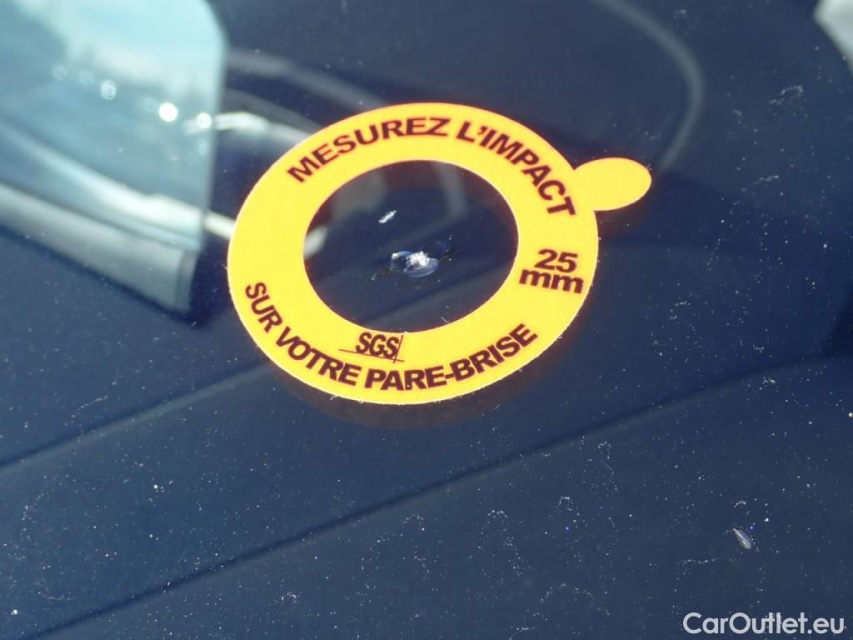 MESUREZ L'IMPACT
25
mm
SGS
SUR VOTRE PARE-BRISE
CarOutlet.eu